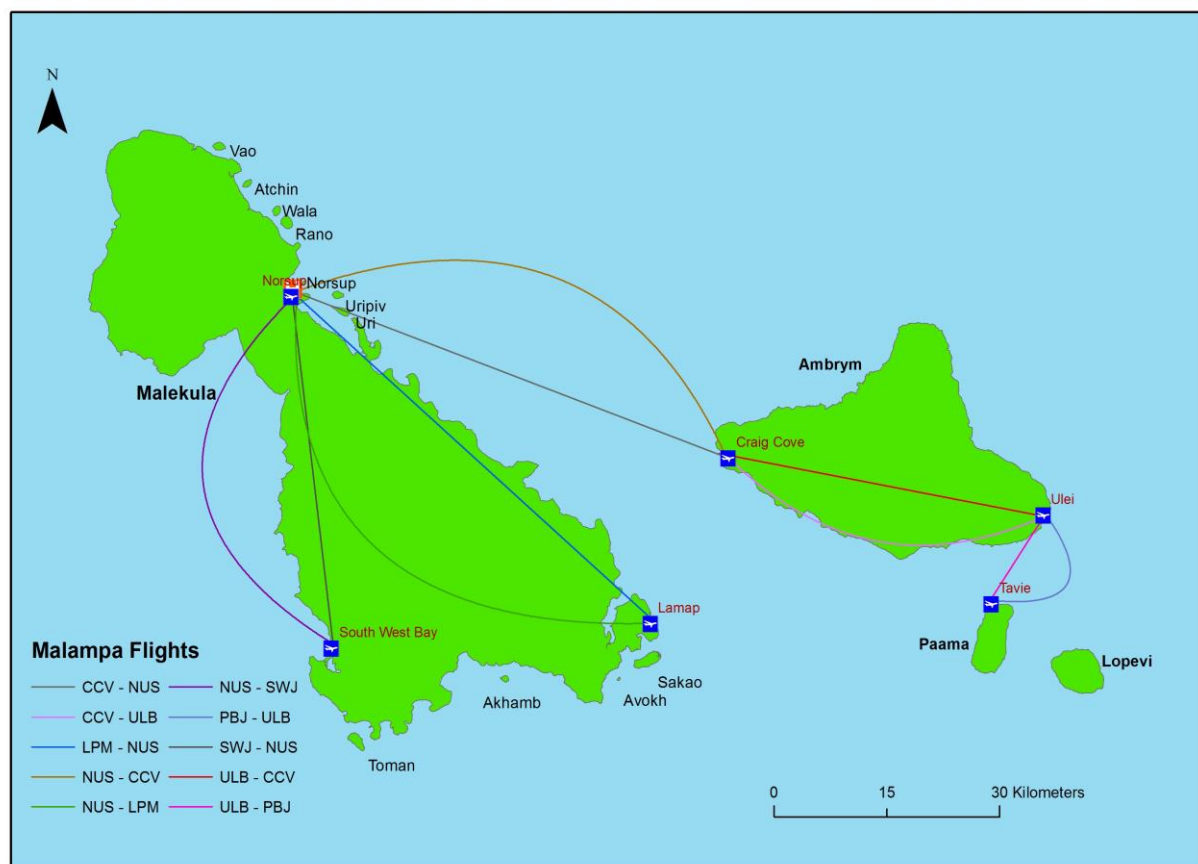 N
Vao
Atchin
Wala
Rano
Norsup
Norsup
Uripiv
Uri
Malekula
Ambrym
Craig Cove
Ulei
Tavie
Paama
Lopevi
Lamap
South West Bay
Sakao
Avokh
Akhamb
Toman
Malampa Flights
CCV - NUS
NUS - SWJ
CCV - ULB
PBJ - ULB
LPM - NUS
SWJ - NUS
NUS - CCV
ULB - CCV
NUS - LPM
ULB - PBJ
0 15 30 Kilometers